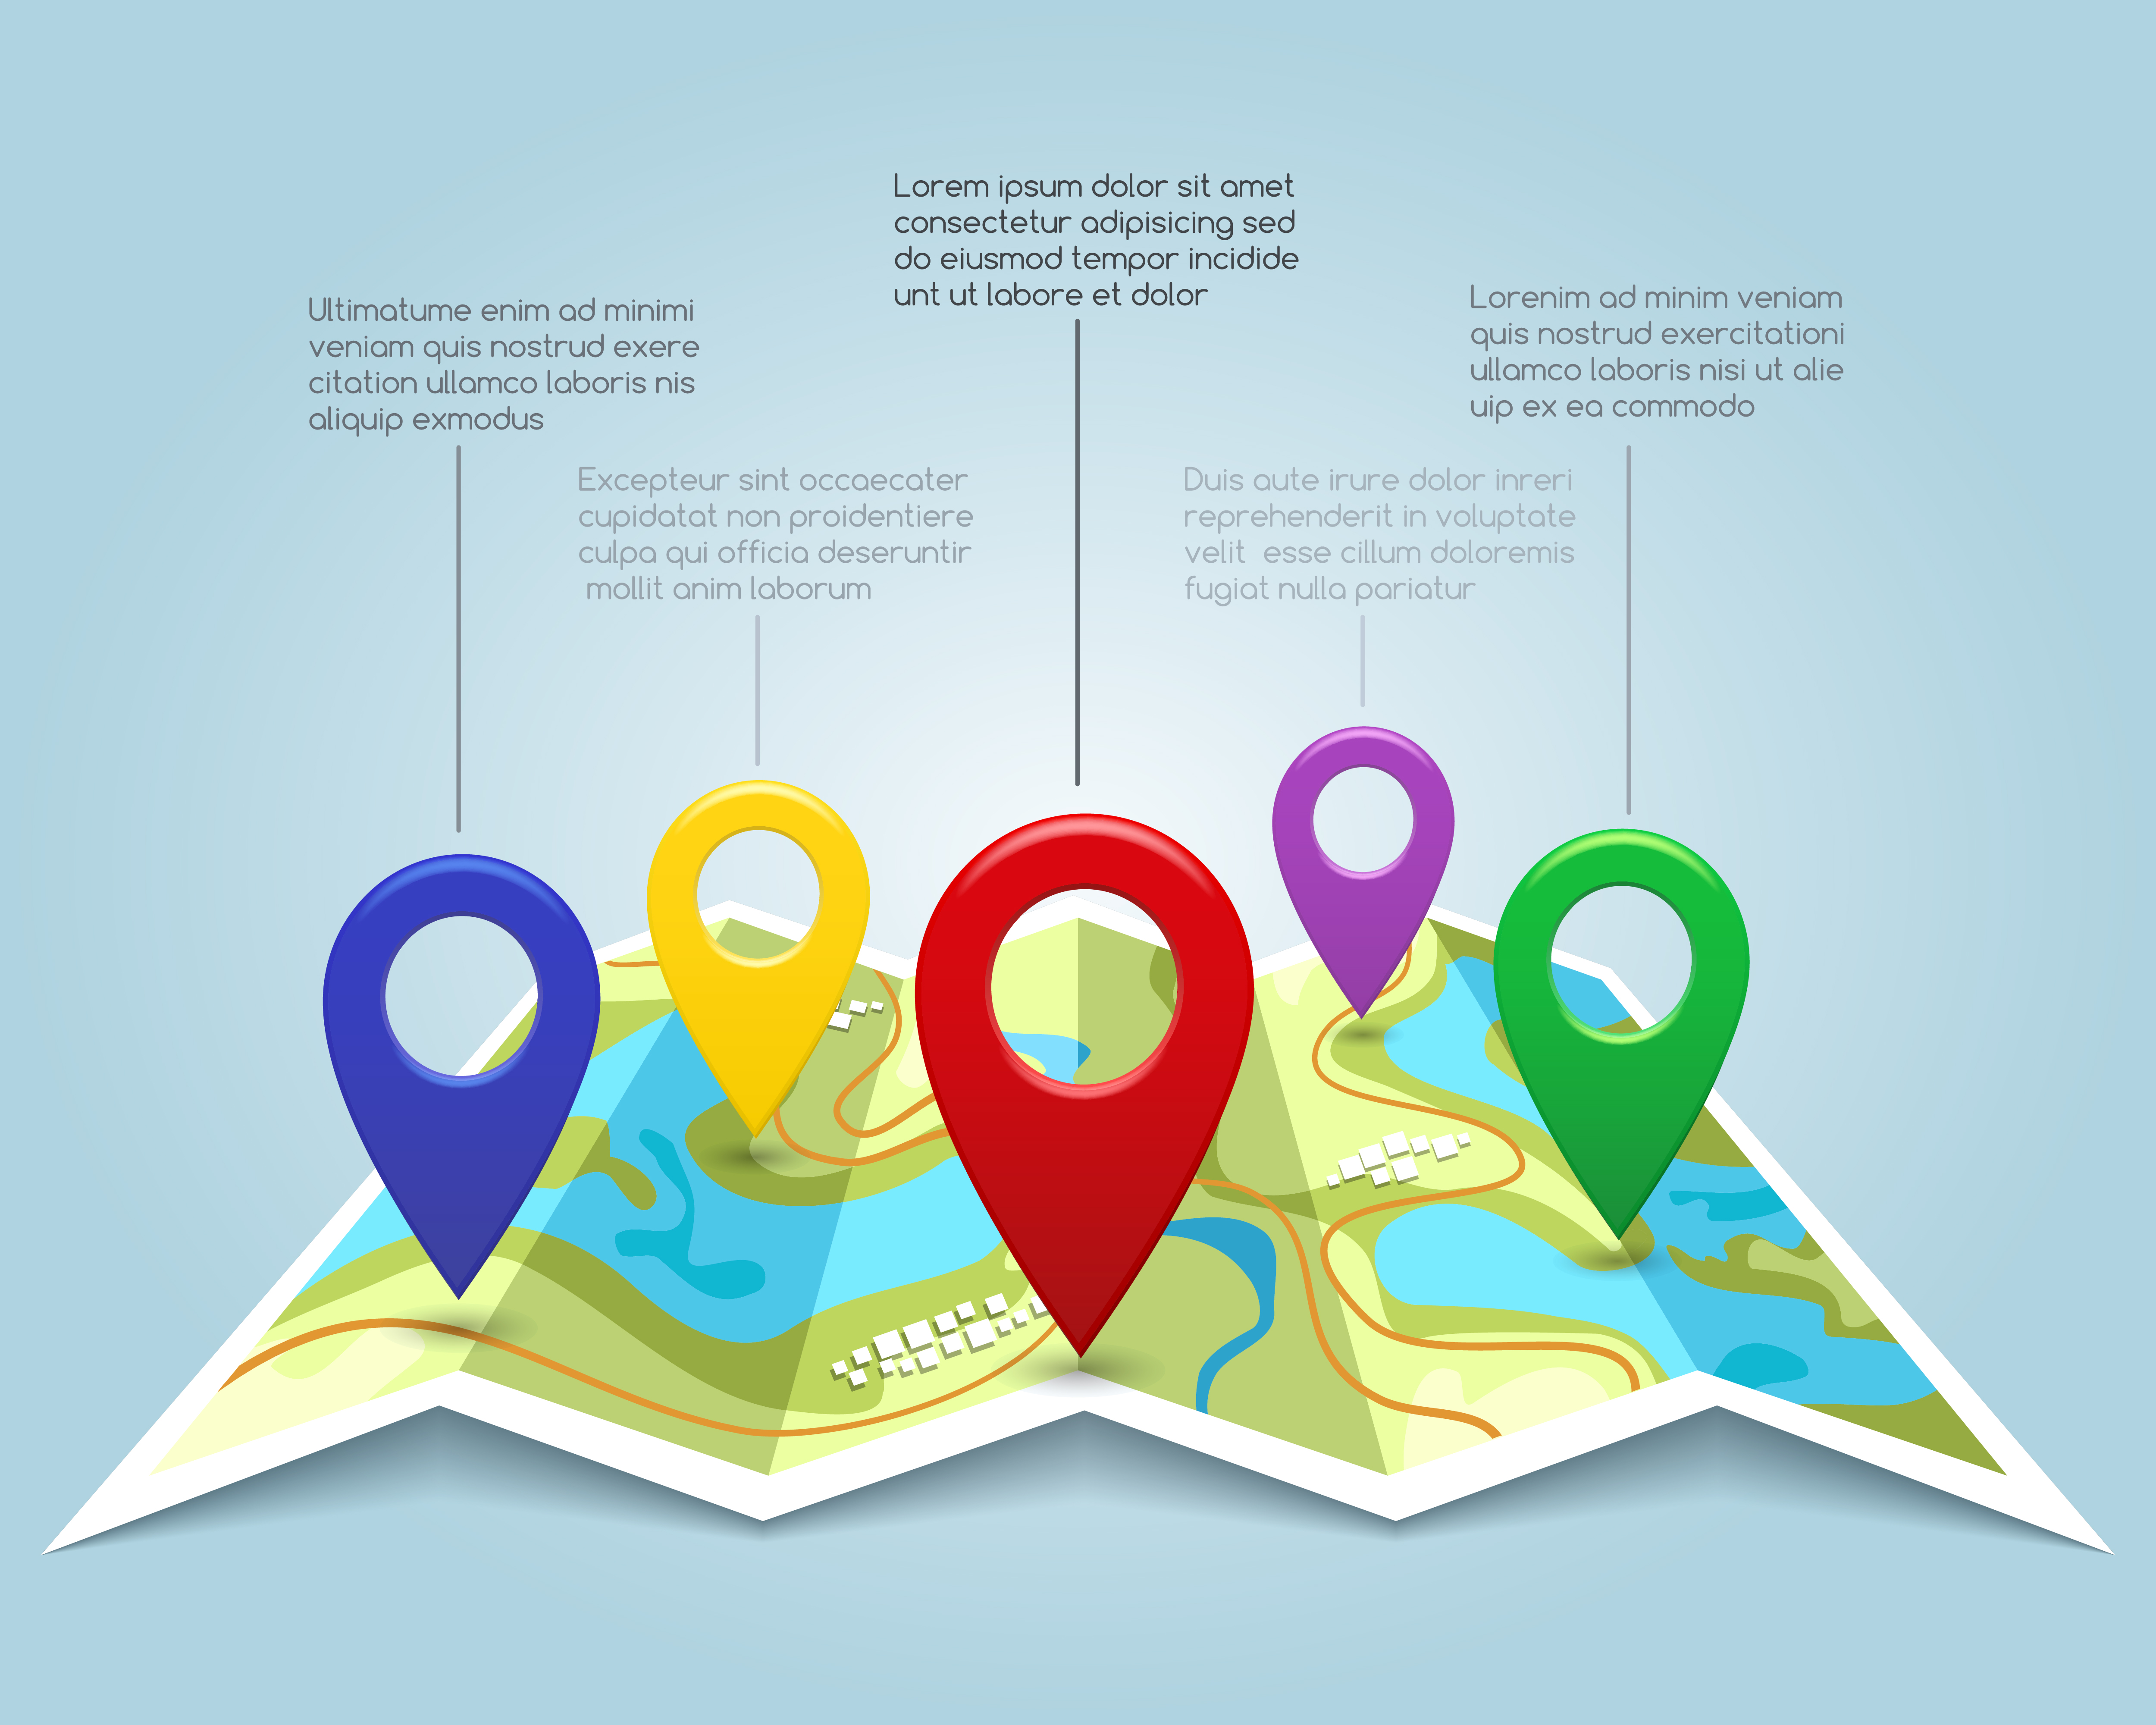 Lorem ipsum dolor sit amet
consectetur adipisicing sed
do eiusmod tempor incidide
unt ut labore et dolor
Ultimatume enim ad minimi
veniam quis nostrud exere
citation ullamco laboris nis
aliquip exmodus
Lorenim ad minim veniam
quis nostrud exercitationi
ullamco laboris nisi ut alie
uip ex ea commodo
Excepteur sint occaecater
cupidatat non proidentiere
culpa qui officia deseruntir
mollit anim laborum
Duis aute irure dolor inreri
reprehenderit in voluptate
velit esse cillum doloremis
fugiat nulla pariatur